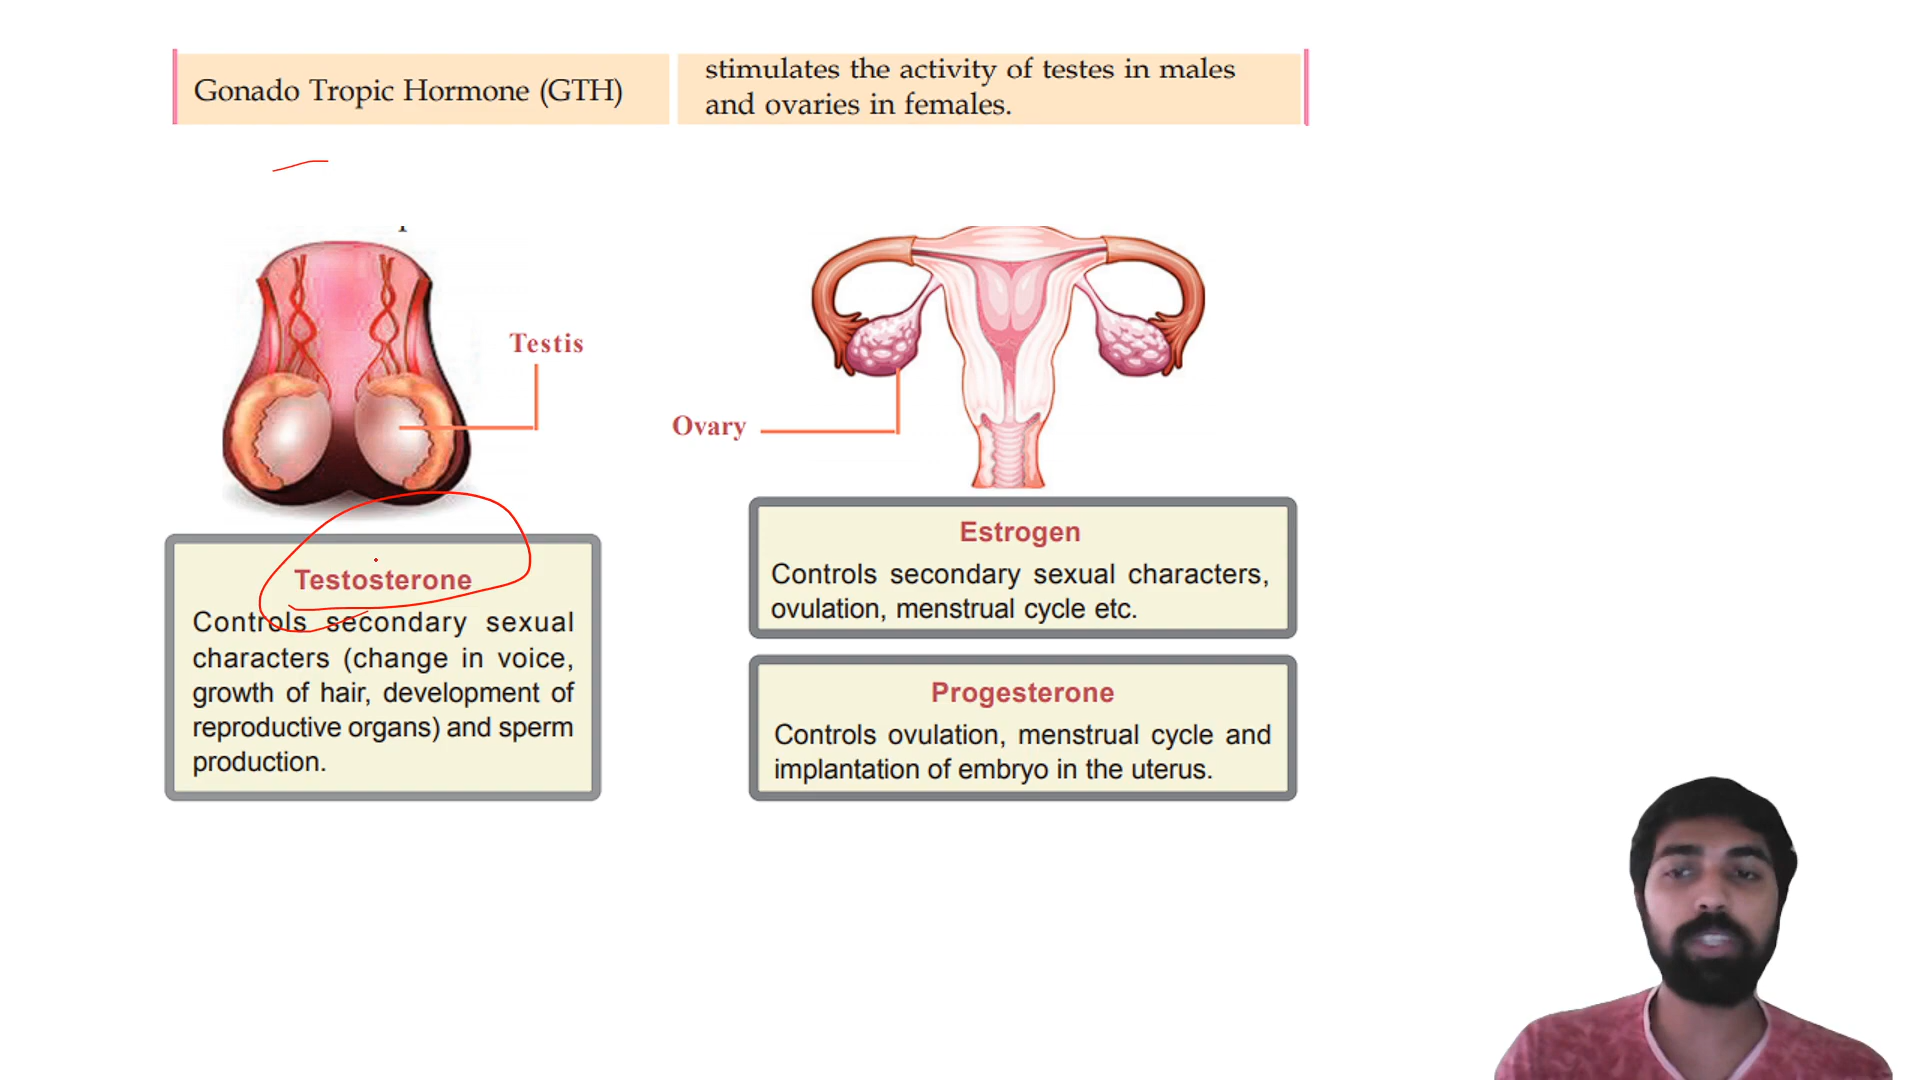 Gonado Tropic Hormone (GTH)
stimulates the activity of testes in males
and ovaries in females.
Testis
Ovary
Testosterone
Controls secondary sexual
characters (change in voice,
growth of hair, development of
reproductive organs) and sperm
production.
Estrogen
Controls secondary sexual characters,
ovulation, menstrual cycle etc.
Progesterone
Controls ovulation, menstrual cycle and
implantation of embryo in the uterus.